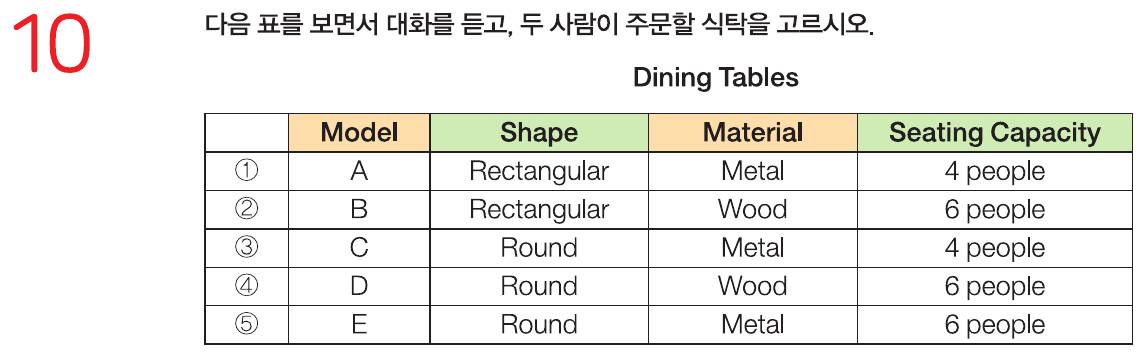 10 다음 표를 보면서 대화를 듣고, 두 사람이 주문할 식탁을 고르시오.
Dining Tables
Model Shape Material Seating Capacity
① A Rectangular Metal 4 people
② B Rectangular Wood 6 people
③ C Round Metal 4 people
④ D Round Wood 6 people
⑤ E Round Metal 6 people